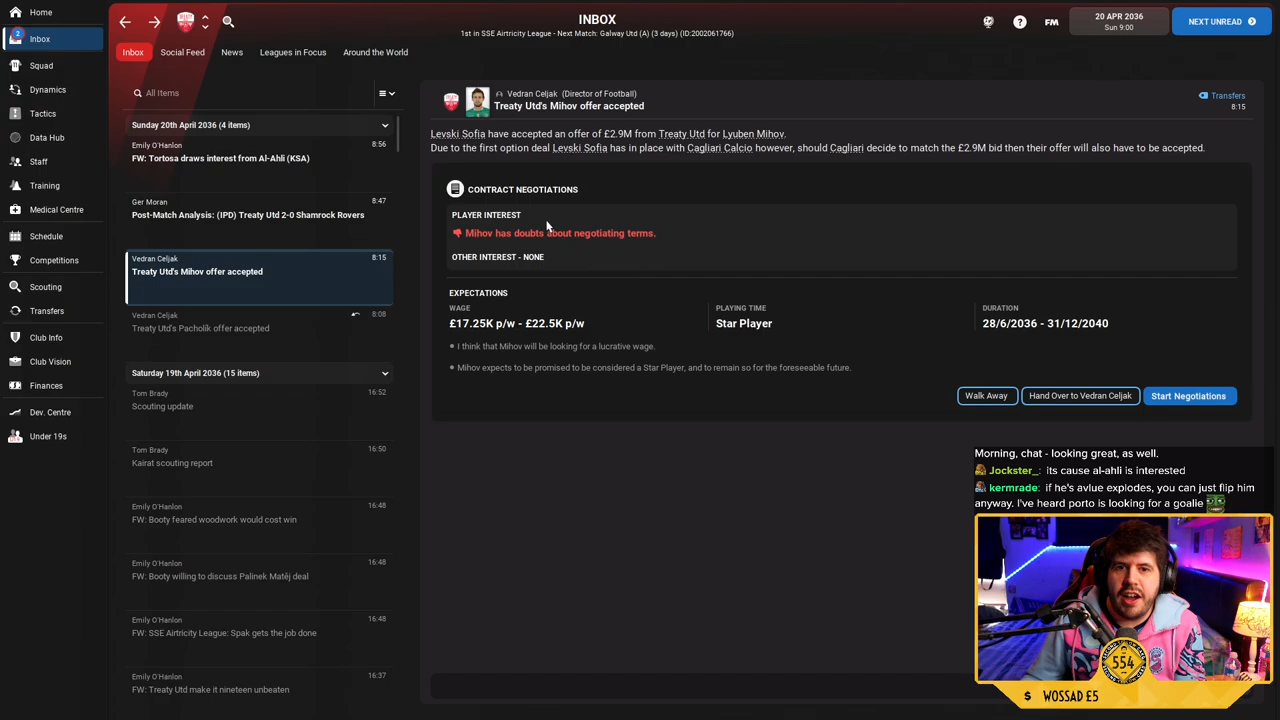 Home
2
Inbox
Squad
Dynamics
Tactics
Data Hub
Staff
Training
Medical Centre
Schedule
Competitions
Scouting
Transfers
Club Info
Club Vision
Finances
Dev. Centre
Under 19s
INBOX
1st in SSE Airtricity League - Next Match: Galway Utd (A) (3 days) (ID:2002061766)
FM
20 APR 2036
Sun 9:00
NEXT UNREAD
Inbox
Social Feed
News
Leagues in Focus
Around the World
All Items
Sunday 20th April 2036 (4 items)
Emily O'Hanlon
8:56
FW: Tortosa draws interest from Al-Ahli (KSA)
Ger Moran
8:47
Post-Match Analysis: (IPD) Treaty Utd 2-0 Shamrock Rovers
Vedran Celjak
8:15
Treaty Utd's Mihov offer accepted
Vedran Celjak
8:08
Treaty Utd's Pacholík offer accepted
Saturday 19th April 2036 (15 items)
Tom Brady
16:52
Scouting update
Tom Brady
16:50
Kairat scouting report
Emily O'Hanlon
16:48
FW: Booty feared woodwork would cost win
Emily O'Hanlon
16:48
FW: Booty willing to discuss Palinek Matěj deal
Emily O'Hanlon
16:48
FW: SSE Airtricity League: Spak gets the job done
Emily O'Hanlon
16:37
FW: Treaty Utd make it nineteen unbeaten
Vedran Celjak (Director of Football)
Treaty Utd's Mihov offer accepted
Transfers
8:15
Levski Sofia have accepted an offer of £2.9M from Treaty Utd for Lyuben Mihov.
Due to the first option deal Levski Sofia has in place with Cagliari Calcio however, should Cagliari decide to match the £2.9M bid then their offer will also have to be accepted.
CONTRACT NEGOTIATIONS
PLAYER INTEREST
Mihov has doubts about negotiating terms.
OTHER INTEREST - NONE
EXPECTATIONS
WAGE
£17.25K p/w - £22.5K p/w
PLAYING TIME
Star Player
DURATION
28/6/2036 - 31/12/2040
I think that Mihov will be looking for a lucrative wage.
Mihov expects to be promised to be considered a Star Player, and to remain so for the foreseeable future.
Walk Away
Hand Over to Vedran Celjak
Start Negotiations
Morning, chat - looking great, as well.
Jockster_: its cause al-ahli is interested
kermrade: if he's avlue explodes, you can just flip him
anyway. I've heard porto is looking for a goalie
554
$ WOSSAD £5